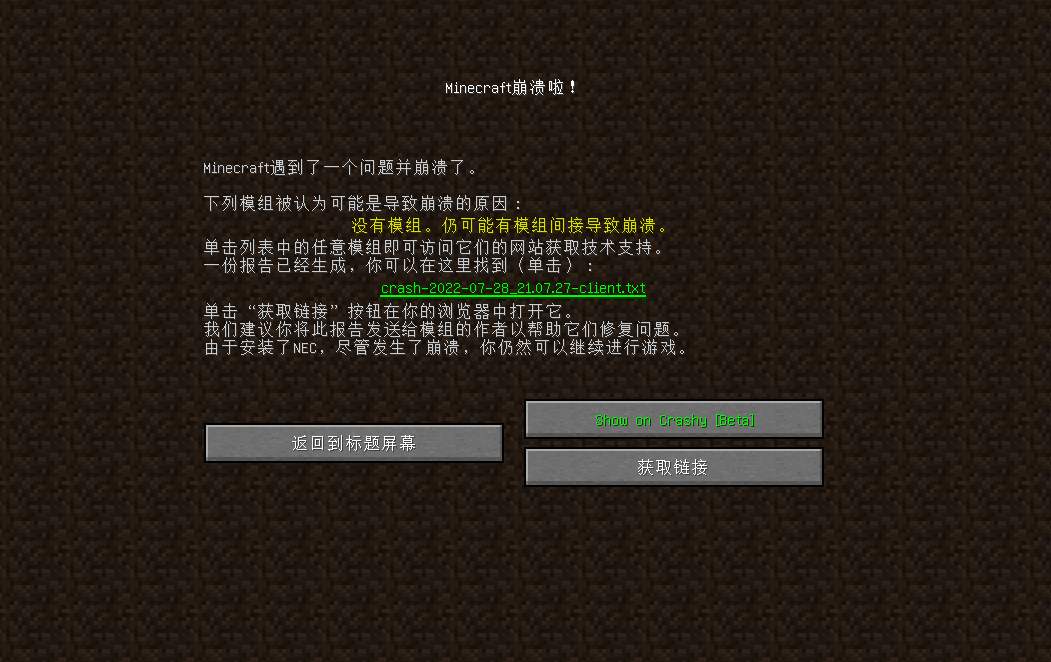 Minecraft崩溃啦！
Minecraft遇到了一个问题并崩溃了。
下列模组被认为可能是导致崩溃的原因：
没有模组。仍可能有模组间接导致崩溃。
单击列表中的任意模组即可访问它们的网站获取技术支持。
一份报告已经生成，你可以在这里找到（单击）：
crash-2022-07-28_21.07.27-client.txt
单击“获取链接”按钮在你的浏览器中打开它。
我们建议你将此报告发送给模组的作者以帮助它们修复问题。
由于安装了NEC，尽管发生了崩溃，你仍然可以继续进行游戏。
Show on Crashy [Beta]
返回到标题屏幕
获取链接